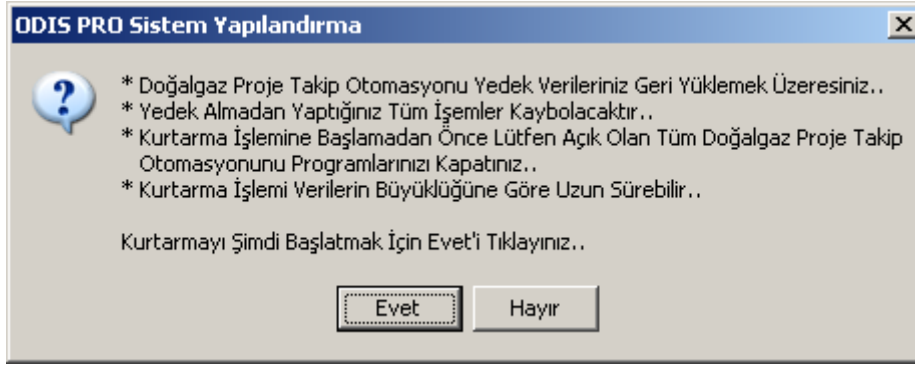 ODIS PRO Sistem Yapılandırma
* Doğalgaz Proje Takip Otomasyonu Yedek Verileriniz Geri Yüklemek Üzeresiniz..
* Yedek Almadan Yaptığınız Tüm İşemler Kaybolacaktır..
* Kurtarma İşlemine Başlamadan Önce Lütfen Açık Olan Tüm Doğalgaz Proje Takip
Otomasyonunu Programlarınızı Kapatınız..
* Kurtarma İşlemi Verilerin Büyüklüğüne Göre Uzun Sürebilir..
Kurtarmayı Şimdi Başlatmak İçin Evet'i Tıklayınız..
Evet Hayır